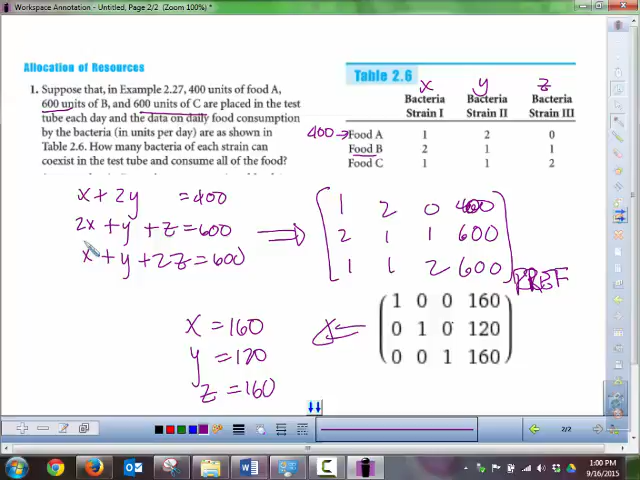 Workspace Annotation - Untitled, Page 2/2 (Zoom 100%) *
Allocation of Resources
1. Suppose that, in Example 2.27, 400 units of food A,
600 units of B, and 600 units of C are placed in the test
tube each day and the data on daily food consumption
by the bacteria (in units per day) are as shown in
Table 2.6. How many bacteria of each strain can
coexist in the test tube and consume all of the food?
Table 2.6
x y z
Bacteria Bacteria Bacteria
Strain I Strain II Strain III
400 → Food A 1 2 0
Food B 2 1 1
Food C 1 1 2
x + 2y = 400
2x + y + z = 600
x + y + 2z = 600
⇒
1 2 0 400
2 1 1 600
1 1 2 600
RREF
1 0 0 160
0 1 0 120
0 0 1 160
x = 160
y = 120
z = 160
2/2
1:00 PM
9/16/2015